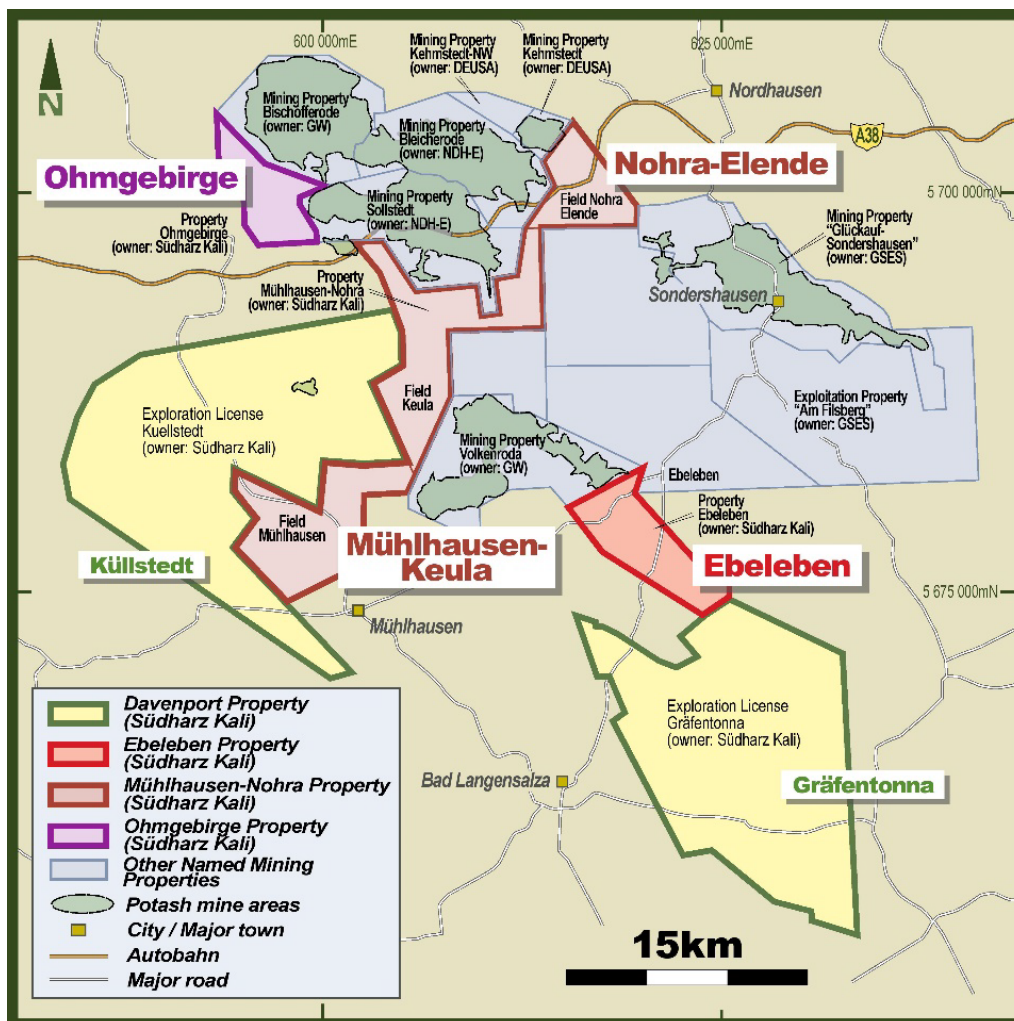 600 000mE
625 000mE
Mining Property
Kehmstedt-NW
(owner: DEUSA)
Mining Property
Kehmstedt
(owner: DEUSA)
N
Nordhausen
Mining Property
Bischofferode
(owner: GW)
Mining Property
Bleicherode
(owner: NDH-E)
A38
Ohmgebirge
Nohra-Elende
Mining Property
Sollstedt
(owner: NDH-E)
Field Nohra
Elende
5 700 000mN
Property
Ohmgebirge
(owner: Südharz Kali)
Mining Property
"Glückauf-
Sondershausen"
(owner: GSES)
Property
Mühlhausen-Nohra
(owner: Südharz Kali)
Sondershausen
Field
Keula
Exploration License
Kuellstedt
(owner: Südharz Kali)
Exploitation Property
"Am Filsberg"
(owner: GSES)
Mining Property
Volkenroda
(owner: GW)
Ebeleben
Property
Ebeleben
(owner: Südharz Kali)
Field
Mühlhausen
Mühlhausen-
Keula
Küllstedt
Ebeleben
5 675 000mN
Mühlhausen
Exploration License
Gräfentonna
(owner: Südharz Kali)
Bad Langensalza
Gräfentonna
Davenport Property
(Südharz Kali)
Ebeleben Property
(Südharz Kali)
Mühlhausen-Nohra Property
(Südharz Kali)
Ohmgebirge Property
(Südharz Kali)
Other Named Mining
Properties
Potash mine areas
City / Major town
Autobahn
Major road
15km